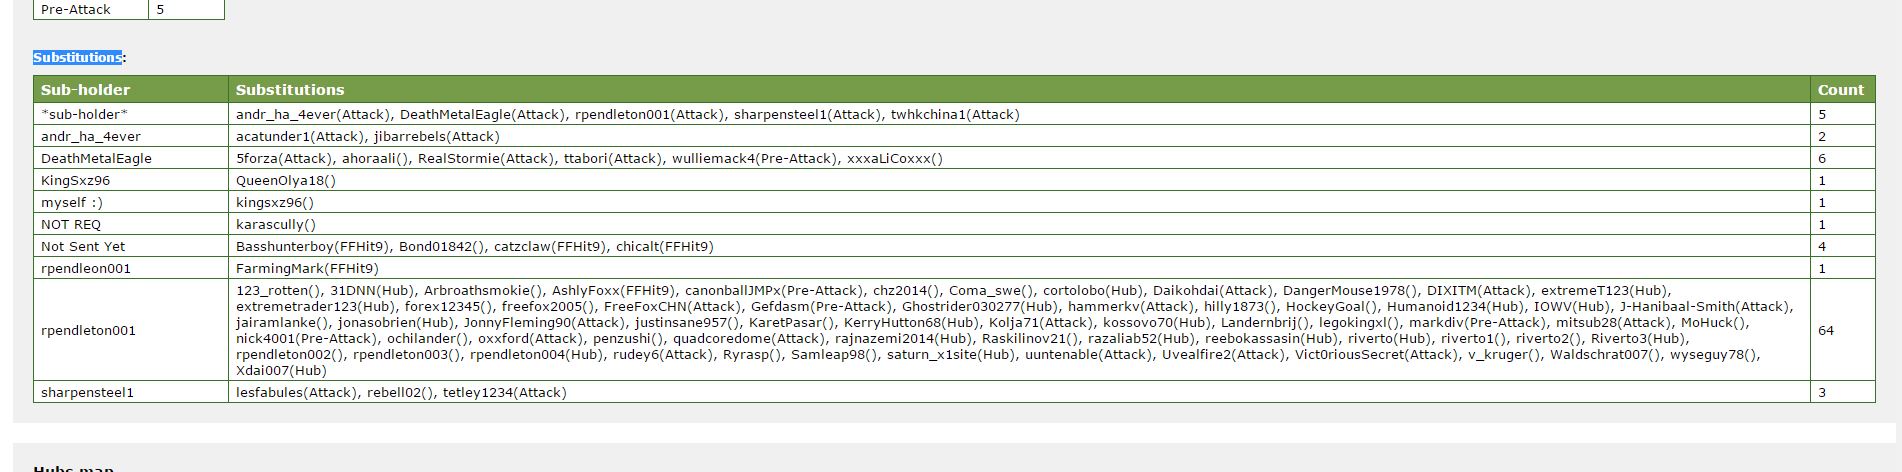 Pre-Attack 5
Substitutions:
Sub-holder Substitutions Count
*sub-holder* andr_ha_4ever(Attack), DeathMetalEagle(Attack), rpendleton001(Attack), sharpensteel1(Attack), twhkchina1(Attack) 5
andr_ha_4ever acatunder1(Attack), jibarrebels(Attack) 2
DeathMetalEagle 5forza(Attack), ahoraali(), RealStormie(Attack), ttabori(Attack), wulliemack4(Pre-Attack), xxxaLiCoxxx() 6
KingSxz96 QueenOlya18() 1
myself :) kingsxz96() 1
NOT REQ karascully() 1
Not Sent Yet Basshunterboy(FFHit9), Bond01842(), catzclaw(FFHit9), chicalt(FFHit9) 4
rpendleon001 FarmingMark(FFHit9) 1
123_rotten(), 31DNN(Hub), Arbroathsmokie(), AshlyFoxx(FFHit9), canonballJMPx(Pre-Attack), chz2014(), Coma_swe(), cortolobo(Hub), Daikohdai(Attack), DangerMouse1978(), DIXITM(Attack), extremeT123(Hub),
extremetrader123(Hub), forex12345(), freefox2005(), FreeFoxCHN(Attack), Gefdasm(Pre-Attack), Ghostrider030277(Hub), hammerkv(Attack), hilly1873(), HockeyGoal(), Humanoid1234(Hub), IOWV(Hub), J-Hanibaal-Smith(Attack),
jairamlanke(), jonasobrien(Hub), JonnyFleming90(Attack), justinsane957(), KaretPasar(), KerryHutton68(Hub), Kolja71(Attack), kossovo70(Hub), Landernbrij(), legokingxl(), markdiv(Pre-Attack), mitsub28(Attack), MoHuck(),
rpendleton001 nick4001(Pre-Attack), ochilander(), oxxford(Attack), penzushi(), quadcoredome(Attack), rajnazemi2014(Hub), Raskilinov21(), razaliab52(Hub), reebokassasin(Hub), riverto(Hub), riverto1(), riverto2(), Riverto3(Hub), 64
rpendleton002(), rpendleton003(), rpendleton004(Hub), rudey6(Attack), Ryrasp(), Samleap98(), saturn_x1site(Hub), uuntenable(Attack), Uvealfire2(Attack), Vict0riousSecret(Attack), v_kruger(), Waldschrat007(), wyseguy78(),
Xdai007(Hub)
sharpensteel1 lesfabules(Attack), rebell02(), tetley1234(Attack) 3
Hubs map